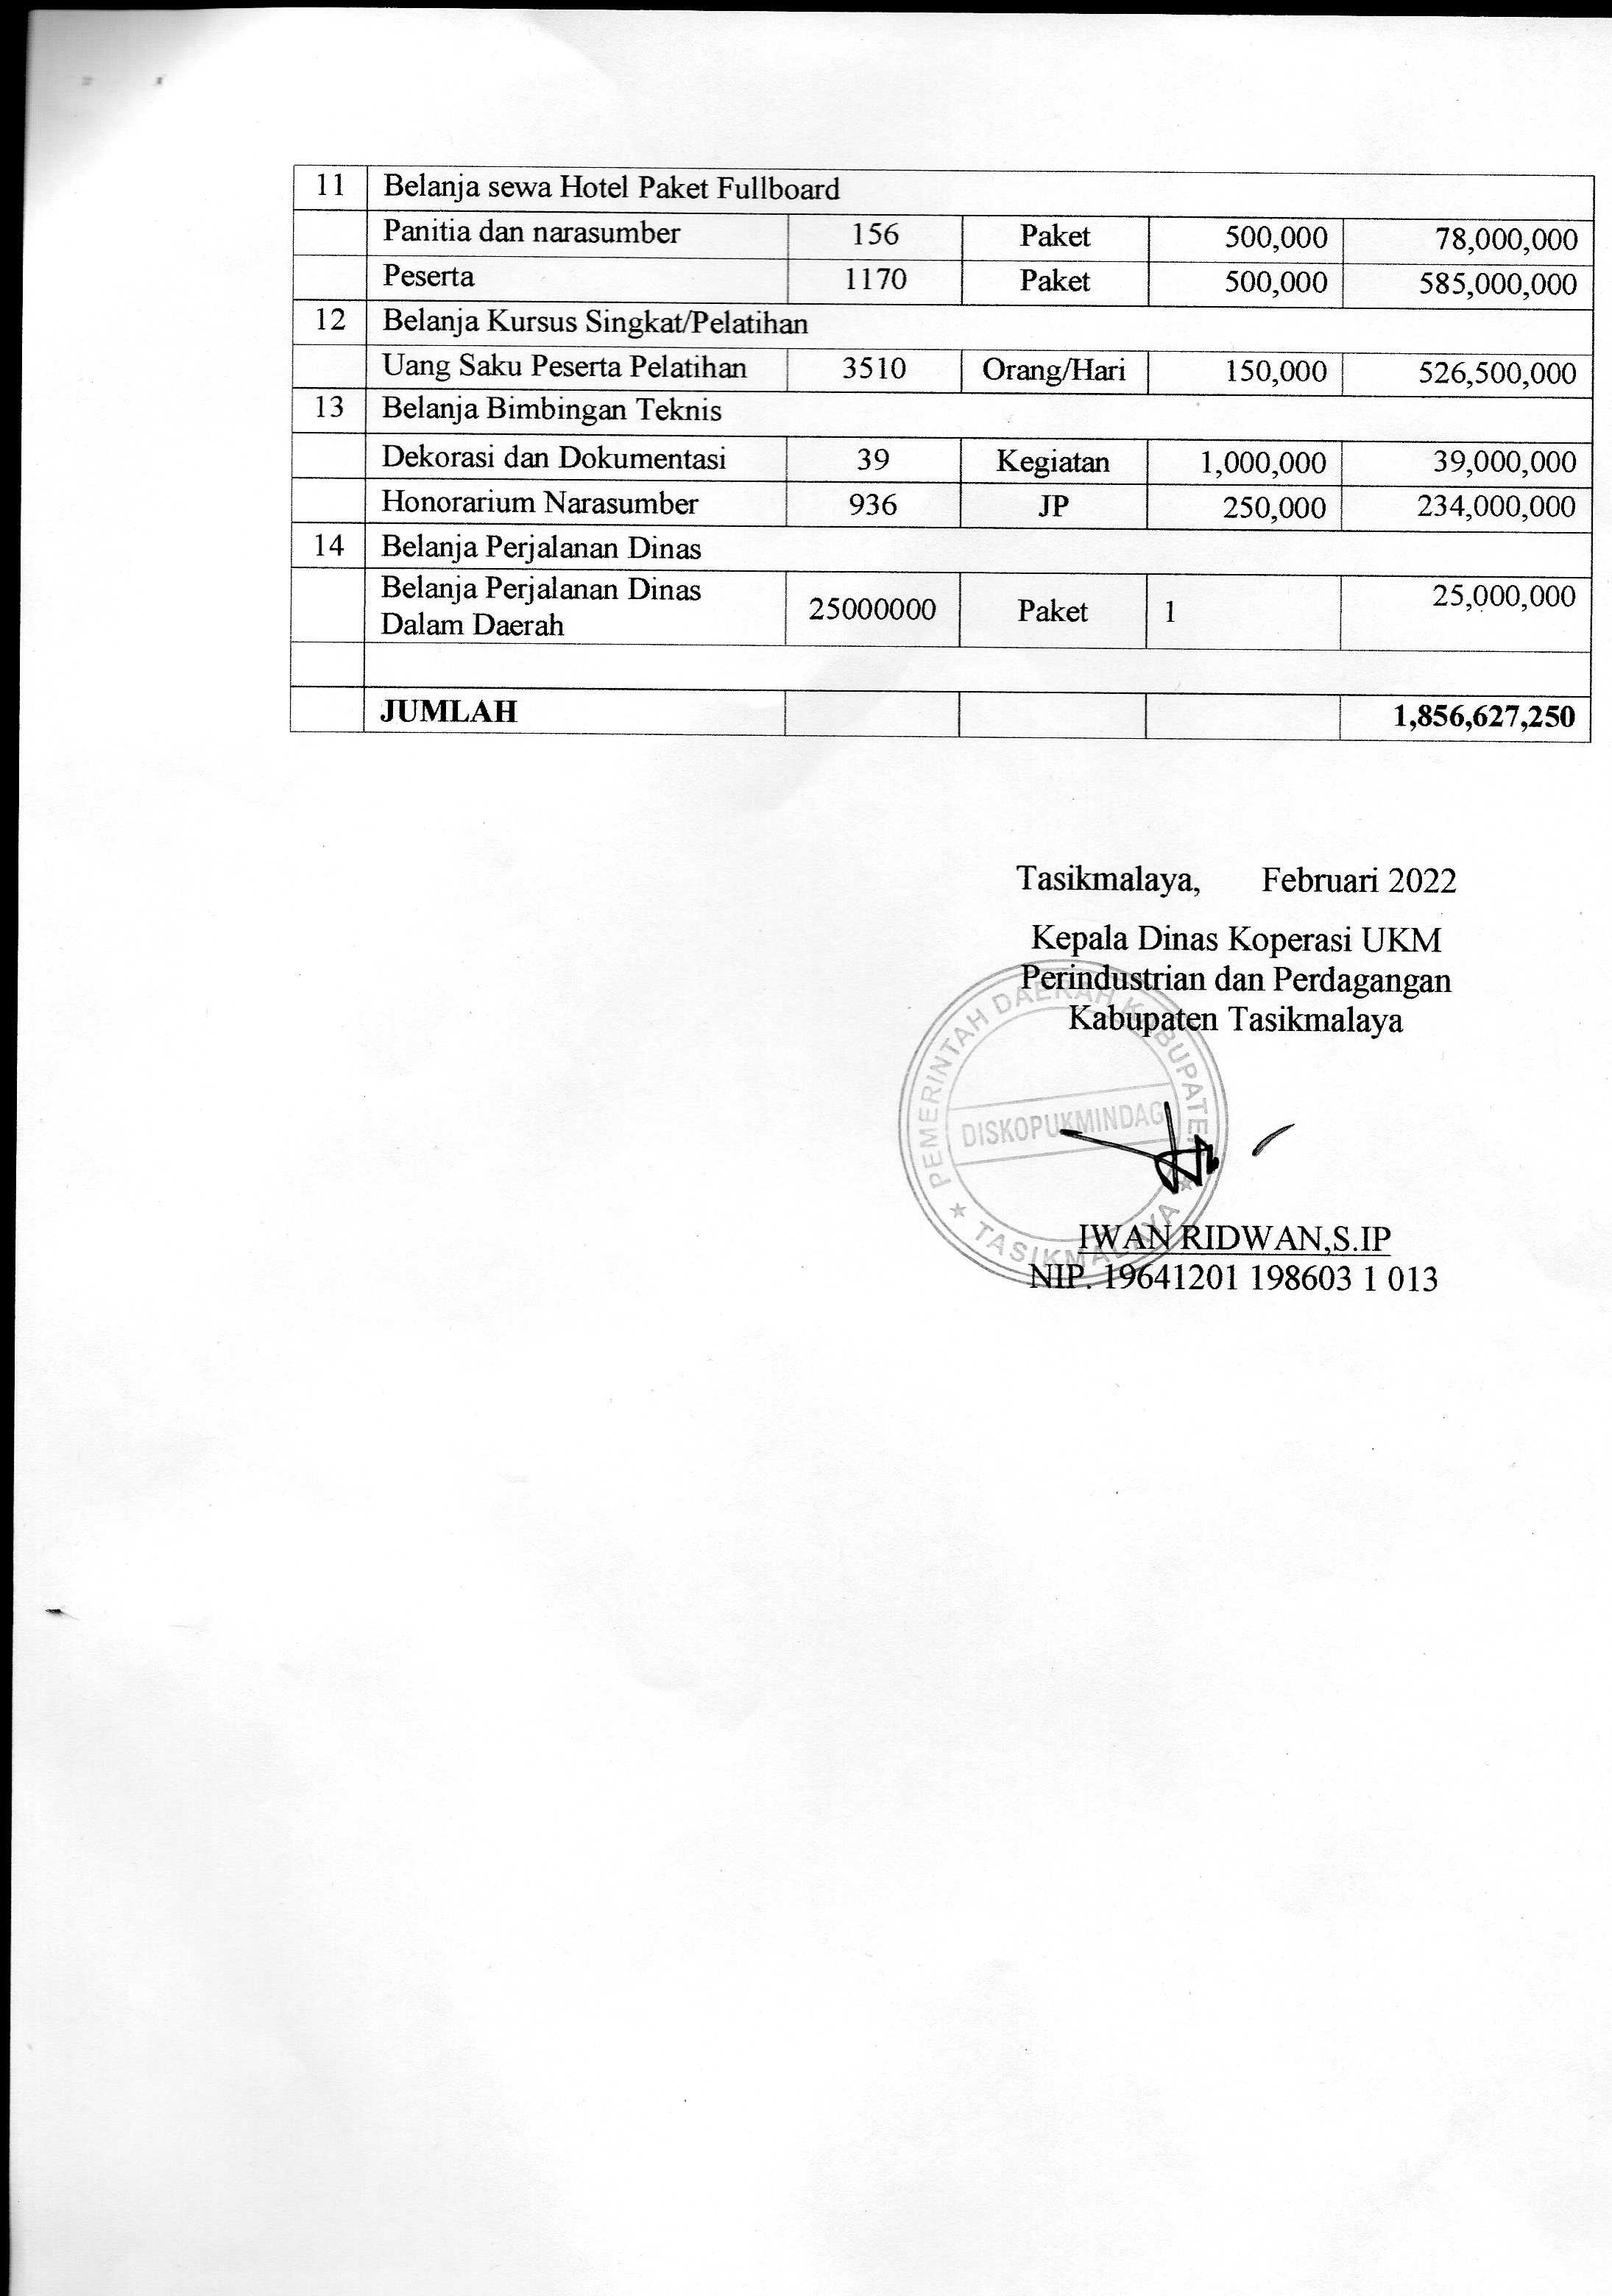 11 Belanja sewa Hotel Paket Fullboard
Panitia dan narasumber 156 Paket 500,000 78,000,000
Peserta 1170 Paket 500,000 585,000,000
12 Belanja Kursus Singkat/Pelatihan
Uang Saku Peserta Pelatihan 3510 Orang/Hari 150,000 526,500,000
13 Belanja Bimbingan Teknis
Dekorasi dan Dokumentasi 39 Kegiatan 1,000,000 39,000,000
Honorarium Narasumber 936 JP 250,000 234,000,000
14 Belanja Perjalanan Dinas
Belanja Perjalanan Dinas
Dalam Daerah 25000000 Paket 1 25,000,000
JUMLAH 1,856,627,250
Tasikmalaya, Februari 2022
Kepala Dinas Koperasi UKM
Perindustrian dan Perdagangan
Kabupaten Tasikmalaya
PEMERINTAH DAERAH KABUPATEN
DISKOPUKMINDAG
★ TASIKMALAYA ★
IWAN RIDWAN,S.IP
NIP. 19641201 198603 1 013